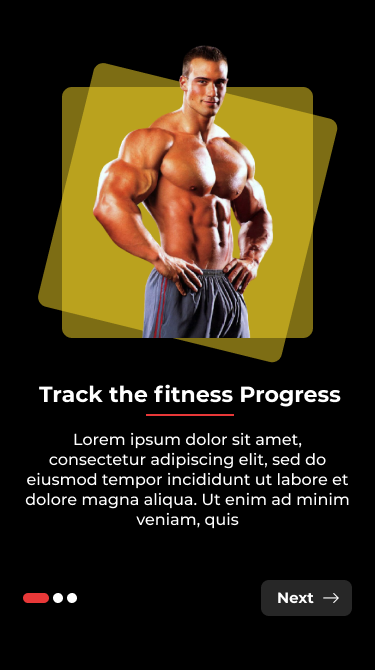 Track the fitness Progress
Lorem ipsum dolor sit amet,
consectetur adipiscing elit, sed do
eiusmod tempor incididunt ut labore et
dolore magna aliqua. Ut enim ad minim
veniam, quis
Next